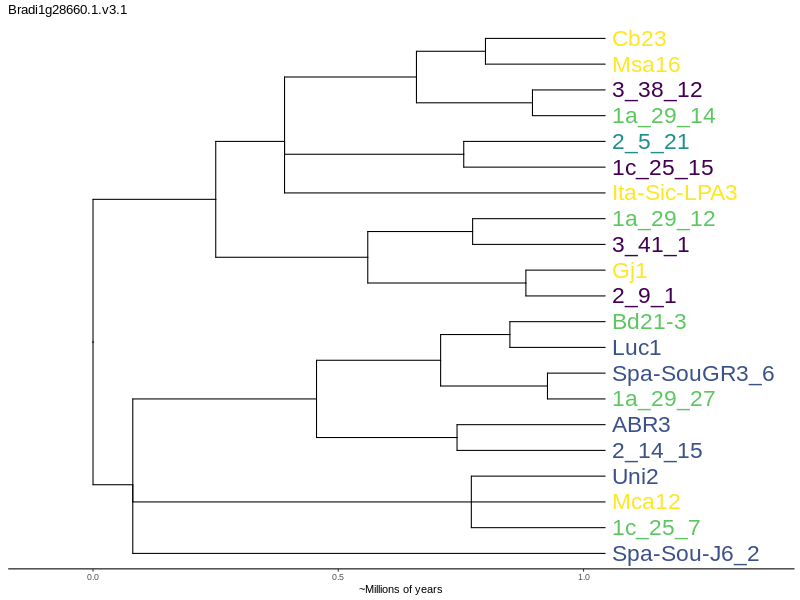 Bradi1g28660.1.v3.1
Cb23
Msa16
3_38_12
1a_29_14
2_5_21
1c_25_15
Ita-Sic-LPA3
1a_29_12
3_41_1
Gj1
2_9_1
Bd21-3
Luc1
Spa-SouGR3_6
1a_29_27
ABR3
2_14_15
Uni2
Mca12
1c_25_7
Spa-Sou-J6_2
0.0 0.5 1.0
~Millions of years